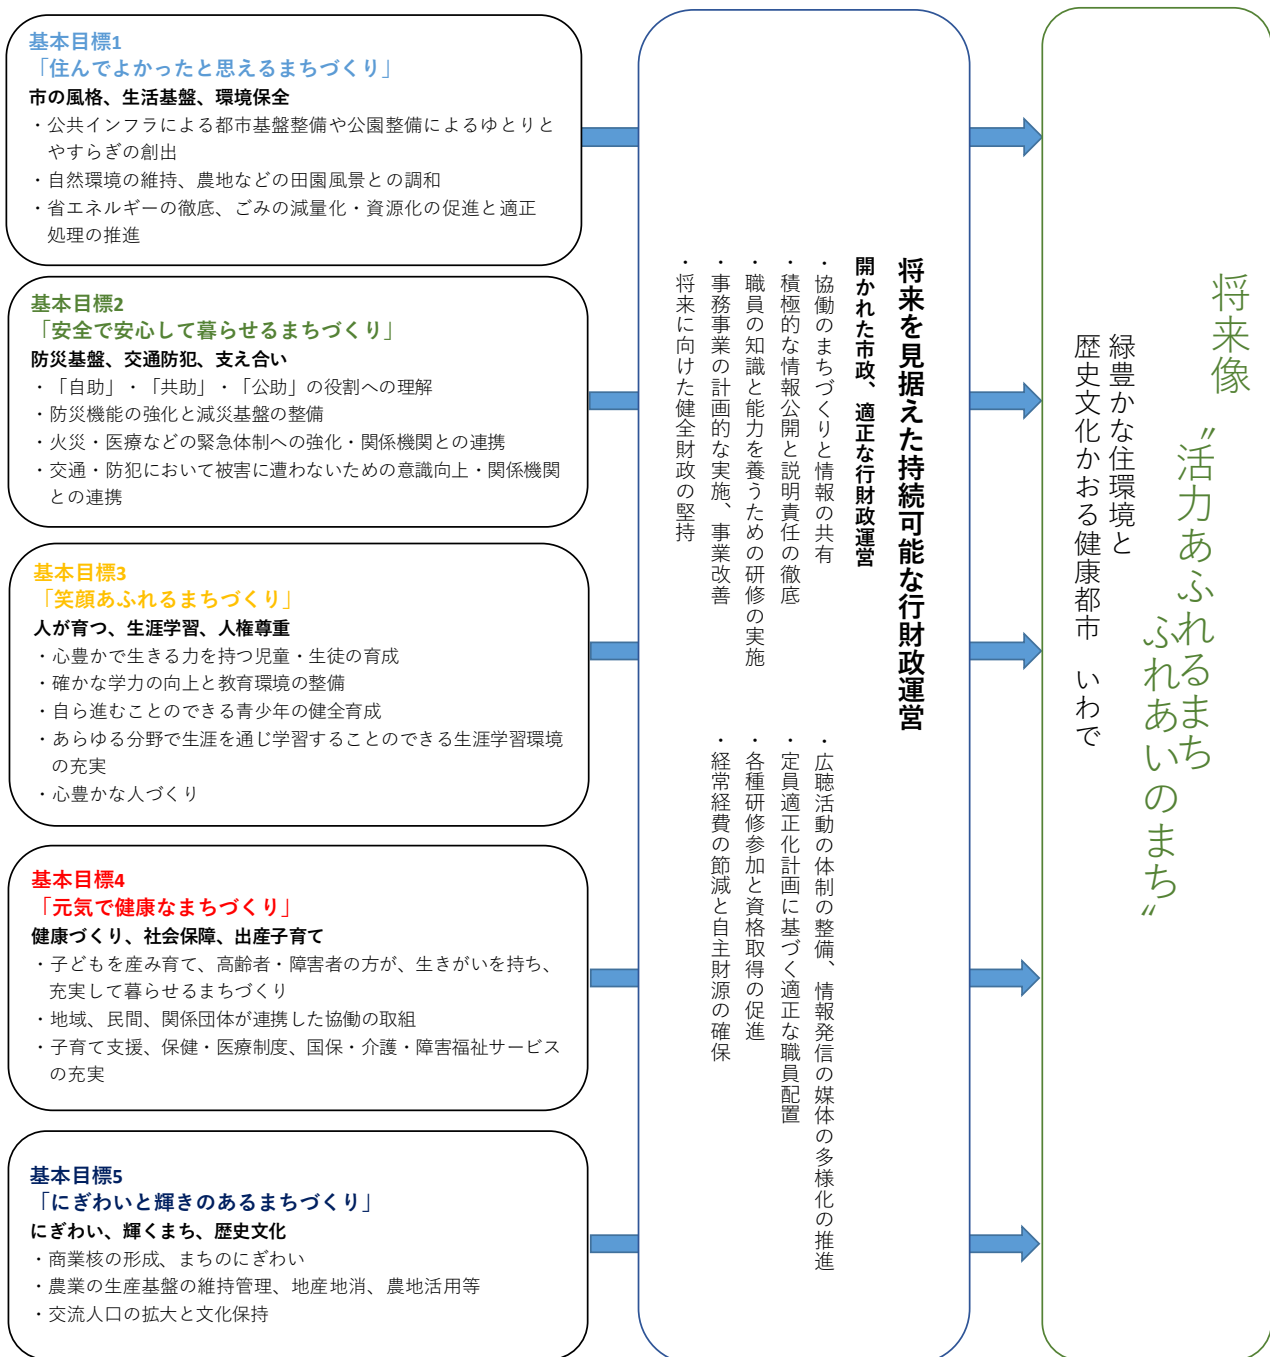 基本目標1
「住んでよかったと思えるまちづくり」
市の風格、生活基盤、環境保全
・公共インフラによる都市基盤整備や公園整備によるゆとりと
やすらぎの創出
・自然環境の維持、農地などの田園風景との調和
・省エネルギーの徹底、ごみの減量化・資源化の促進と適正
処理の推進
基本目標2
「安全で安心して暮らせるまちづくり」
防災基盤、交通防犯、支え合い
・「自助」・「共助」・「公助」の役割への理解
・防災機能の強化と減災基盤の整備
・火災・医療などの緊急体制への強化・関係機関との連携
・交通・防犯において被害に遭わないための意識向上・関係機関
との連携
基本目標3
「笑顔あふれるまちづくり」
人が育つ、生涯学習、人権尊重
・心豊かで生きる力を持つ児童・生徒の育成
・確かな学力の向上と教育環境の整備
・自ら進むことのできる青少年の健全育成
・あらゆる分野で生涯を通じ学習することのできる生涯学習環境
の充実
・心豊かな人づくり
基本目標4
「元気で健康なまちづくり」
健康づくり、社会保障、出産子育て
・子どもを産み育て、高齢者・障害者の方が、生きがいを持ち、
充実して暮らせるまちづくり
・地域、民間、関係団体が連携した協働の取組
・子育て支援、保健・医療制度、国保・介護・障害福祉サービス
の充実
基本目標5
「にぎわいと輝きのあるまちづくり」
にぎわい、輝くまち、歴史文化
・商業核の形成、まちのにぎわい
・農業の生産基盤の維持管理、地産地消、農地活用等
・交流人口の拡大と文化保持
将来を見据えた持続可能な行財政運営
開かれた市政、適正な行財政運営
・協働のまちづくりと情報の共有
・積極的な情報公開と説明責任の徹底
・職員の知識と能力を養うための研修の実施
・事務事業の計画的な実施、事業改善
・将来に向けた健全財政の堅持
・広聴活動の体制の整備、情報発信の媒体の多様化の推進
・定員適正化計画に基づく適正な職員配置
・各種研修参加と資格取得の促進
・経常経費の節減と自主財源の確保
将来像
〝活力あふれるまち
ふれあいのまち〟
緑豊かな住環境と
歴史文化かおる健康都市　いわで